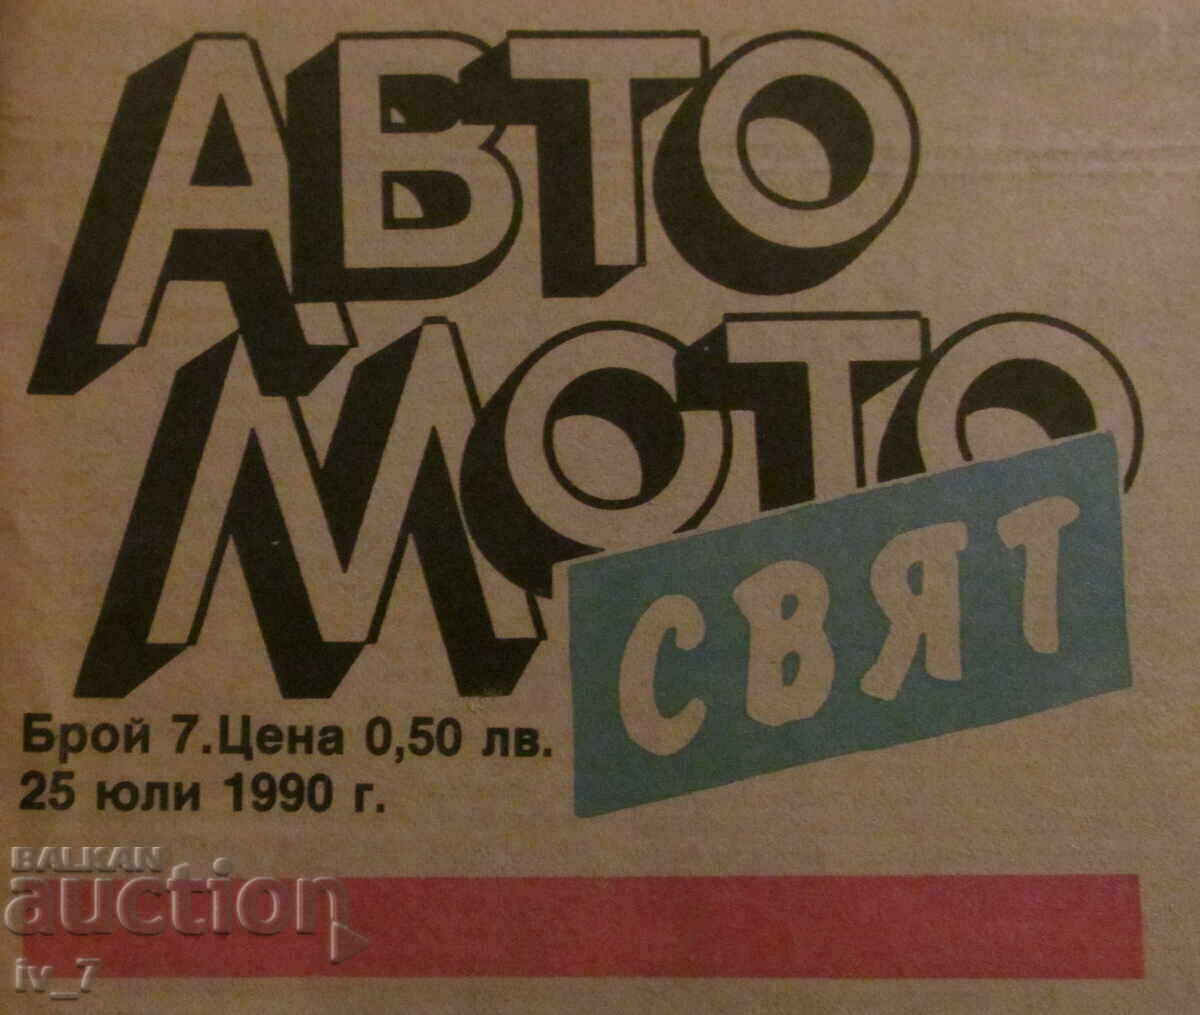 АВТО
МОТО
СВЯТ
Брой 7. Цена 0,50 лв.
25 юли 1990 г.
BALKAN
auction
iv_7